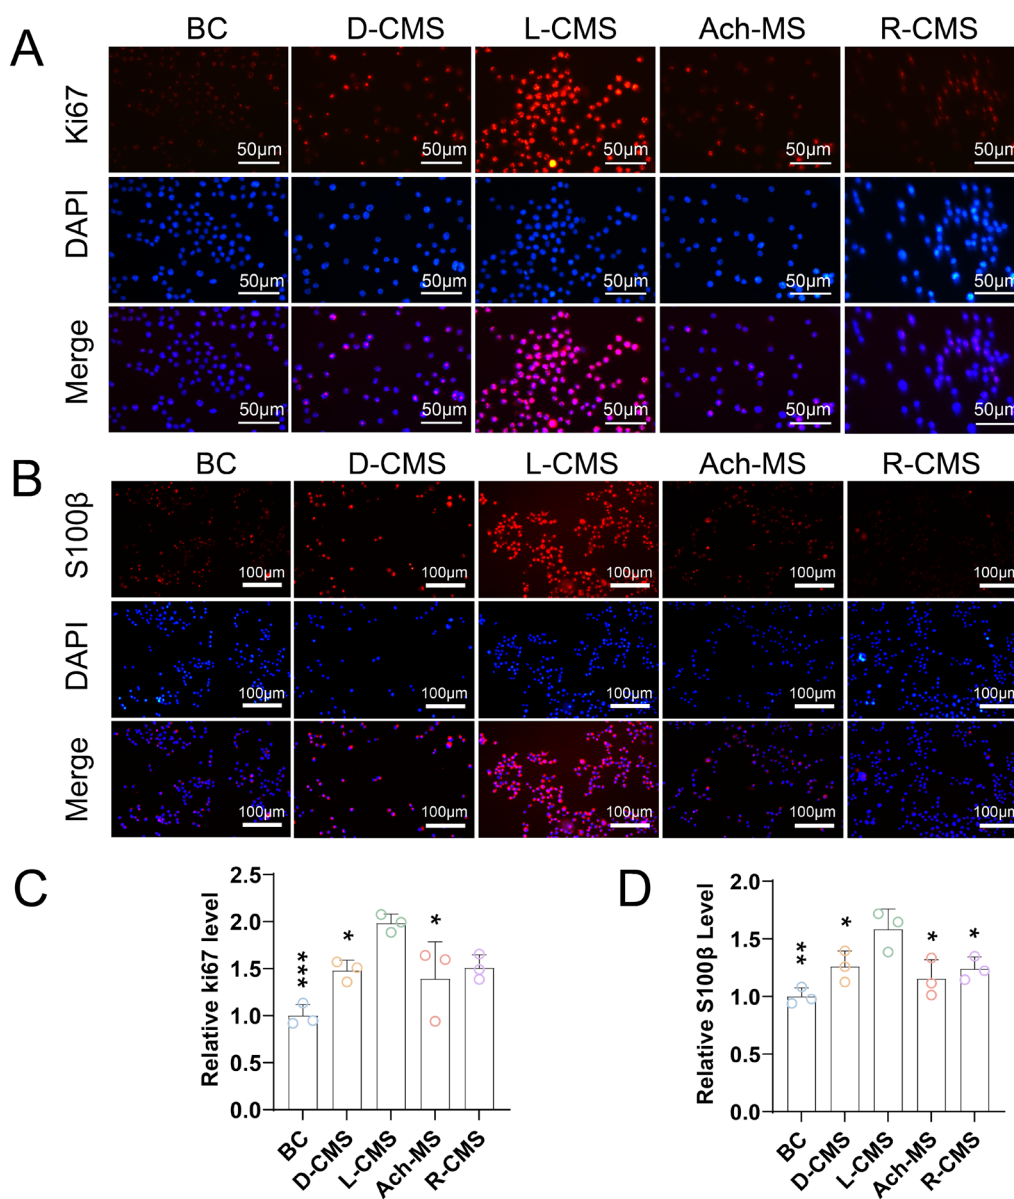 A
BC D-CMS L-CMS Ach-MS R-CMS
Ki67
50μm 50μm 50μm 50μm 50μm
DAPI
50μm 50μm 50μm 50μm 50μm
Merge
50μm 50μm 50μm 50μm 50μm
B
BC D-CMS L-CMS Ach-MS R-CMS
S100β
100μm 100μm 100μm 100μm 100μm
DAPI
100μm 100μm 100μm 100μm 100μm
Merge
100μm 100μm 100μm 100μm 100μm
C
Relative ki67 level
2.5
2.0
1.5
1.0
0.5
0.0
***
*
*
BC D-CMS L-CMS Ach-MS R-CMS
D
Relative S100β Level
2.0
1.5
1.0
0.5
0.0
**
*
*
*
BC D-CMS L-CMS Ach-MS R-CMS